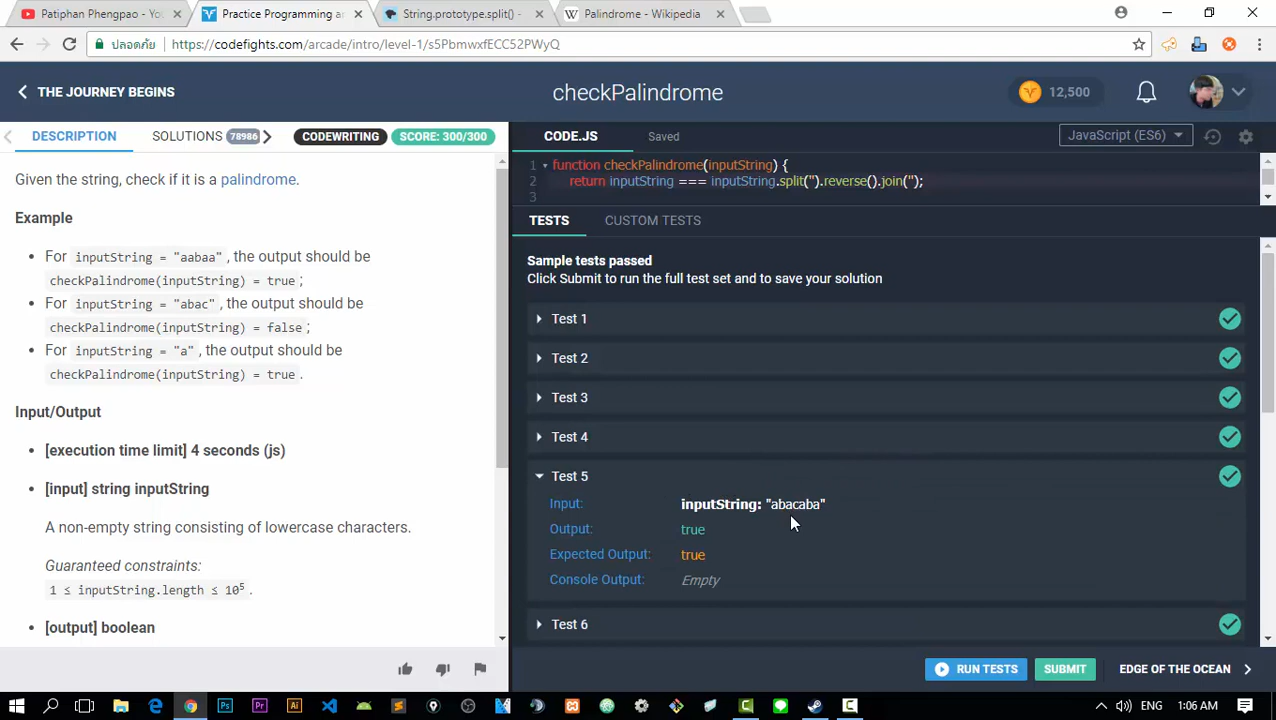 Patiphan Phengpao - You
Practice Programming an
String.prototype.split() -
Palindrome - Wikipedia
ปลอดภัย
https://codefights.com/arcade/intro/level-1/s5PbmwxfECC52PWyQ
THE JOURNEY BEGINS
checkPalindrome
12,500
DESCRIPTION
SOLUTIONS 78986
CODEWRITING
SCORE: 300/300
CODE.JS
Saved
JavaScript (ES6)
Given the string, check if it is a palindrome.
Example
For inputString = "aabaa", the output should be
checkPalindrome(inputString) = true;
For inputString = "abac", the output should be
checkPalindrome(inputString) = false;
For inputString = "a", the output should be
checkPalindrome(inputString) = true.
Input/Output
[execution time limit] 4 seconds (js)
[input] string inputString
A non-empty string consisting of lowercase characters.
Guaranteed constraints:
1 ≤ inputString.length ≤ 10⁵.
[output] boolean
1 function checkPalindrome(inputString) {
2 return inputString === inputString.split('').reverse().join('');
3
TESTS
CUSTOM TESTS
Sample tests passed
Click Submit to run the full test set and to save your solution
Test 1
Test 2
Test 3
Test 4
Test 5
Input: inputString: "abacaba"
Output: true
Expected Output: true
Console Output: Empty
Test 6
RUN TESTS
SUBMIT
EDGE OF THE OCEAN
ENG
1:06 AM